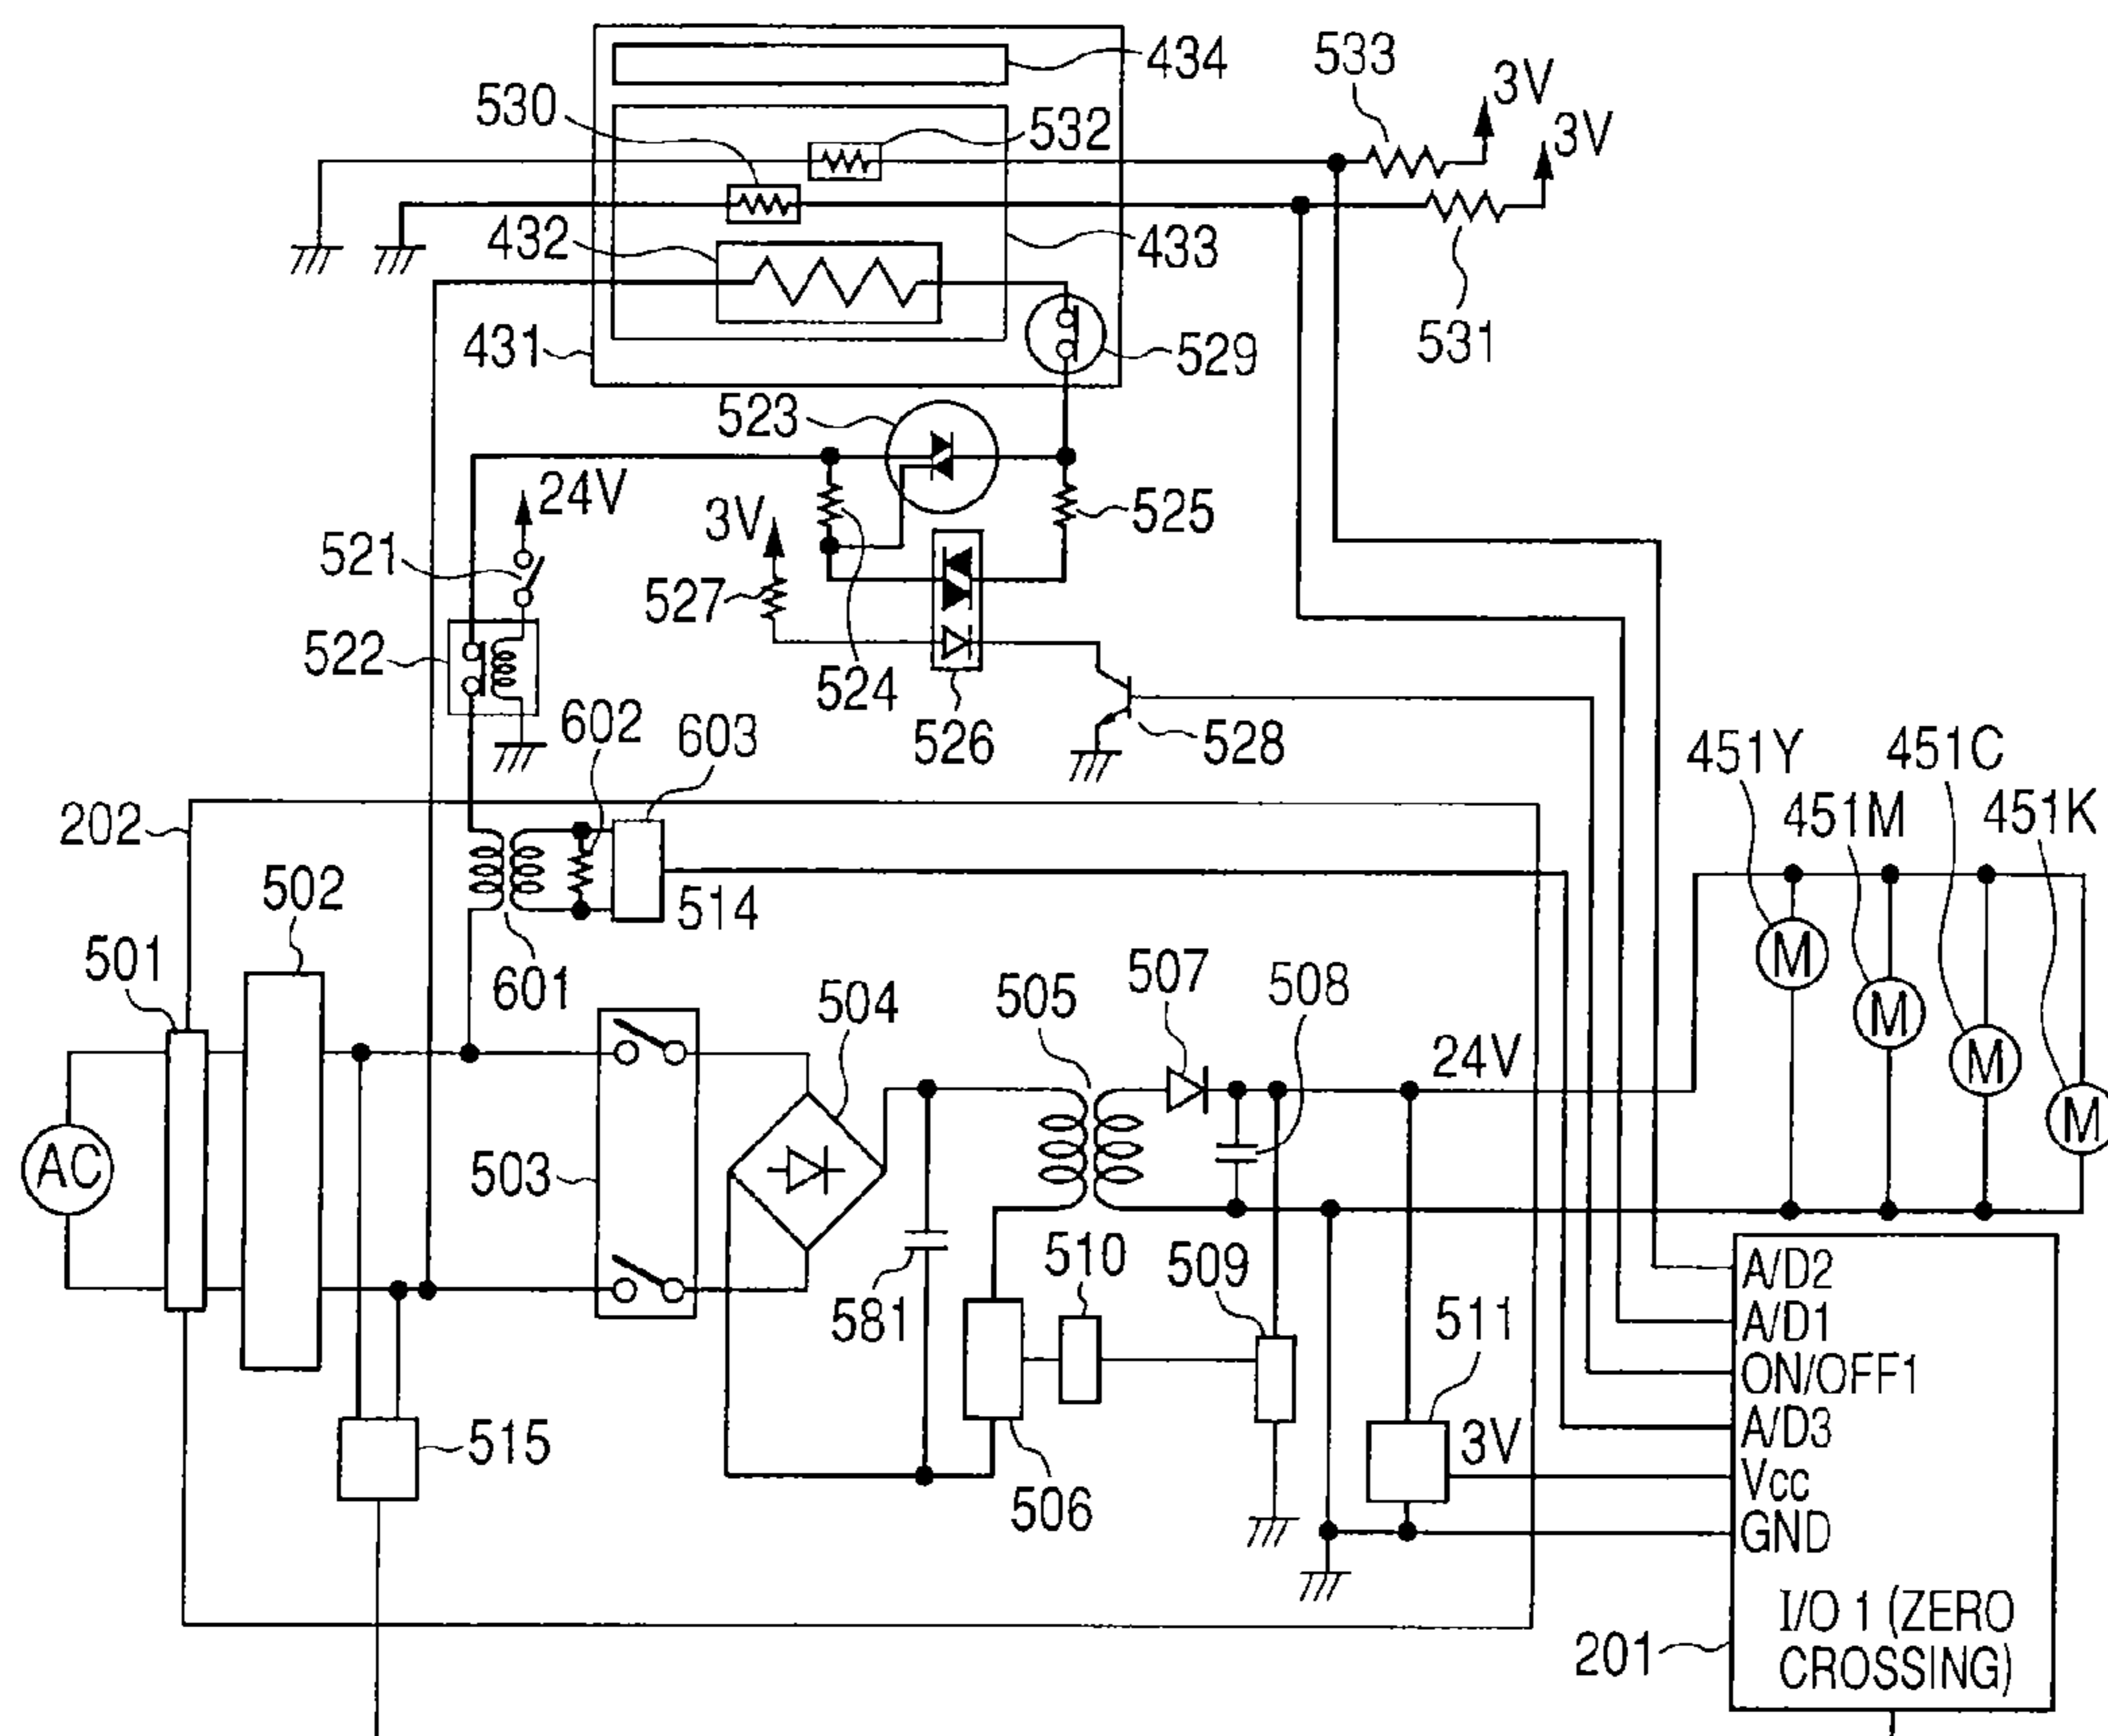 434
533
3V
3V
530
532
432
433
431
529
531
523
24V
3V
525
521
527
522
524
526
528
602
603
451Y
451C
451M
451K
202
502
514
501
601
504
505
507
508
24V
AC
503
M
M
M
M
581
510
509
511
A/D2
A/D1
ON/OFF1
A/D3
3V
Vcc
GND
515
506
I/O 1 (ZERO
CROSSING)
201